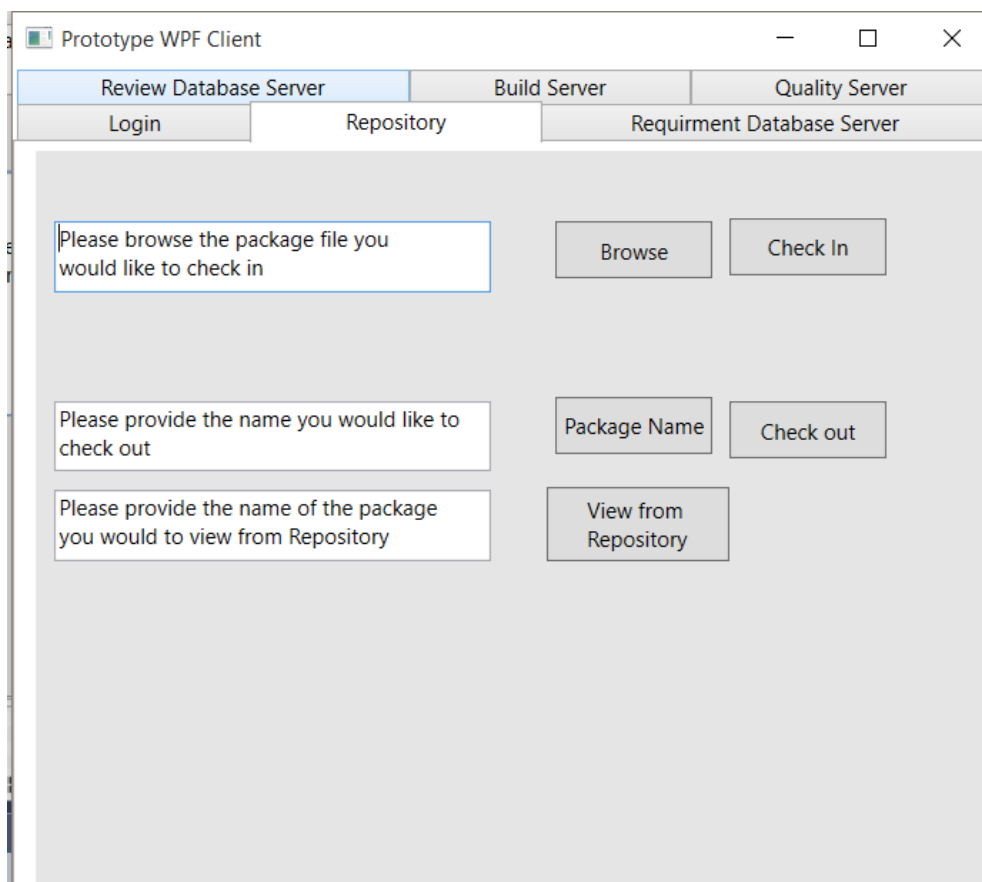 Prototype WPF Client
Review Database Server
Build Server
Quality Server
Login
Repository
Requirment Database Server
Please browse the package file you
would like to check in
Browse
Check In
Please provide the name you would like to
check out
Package Name
Check out
Please provide the name of the package
you would to view from Repository
View from
Repository